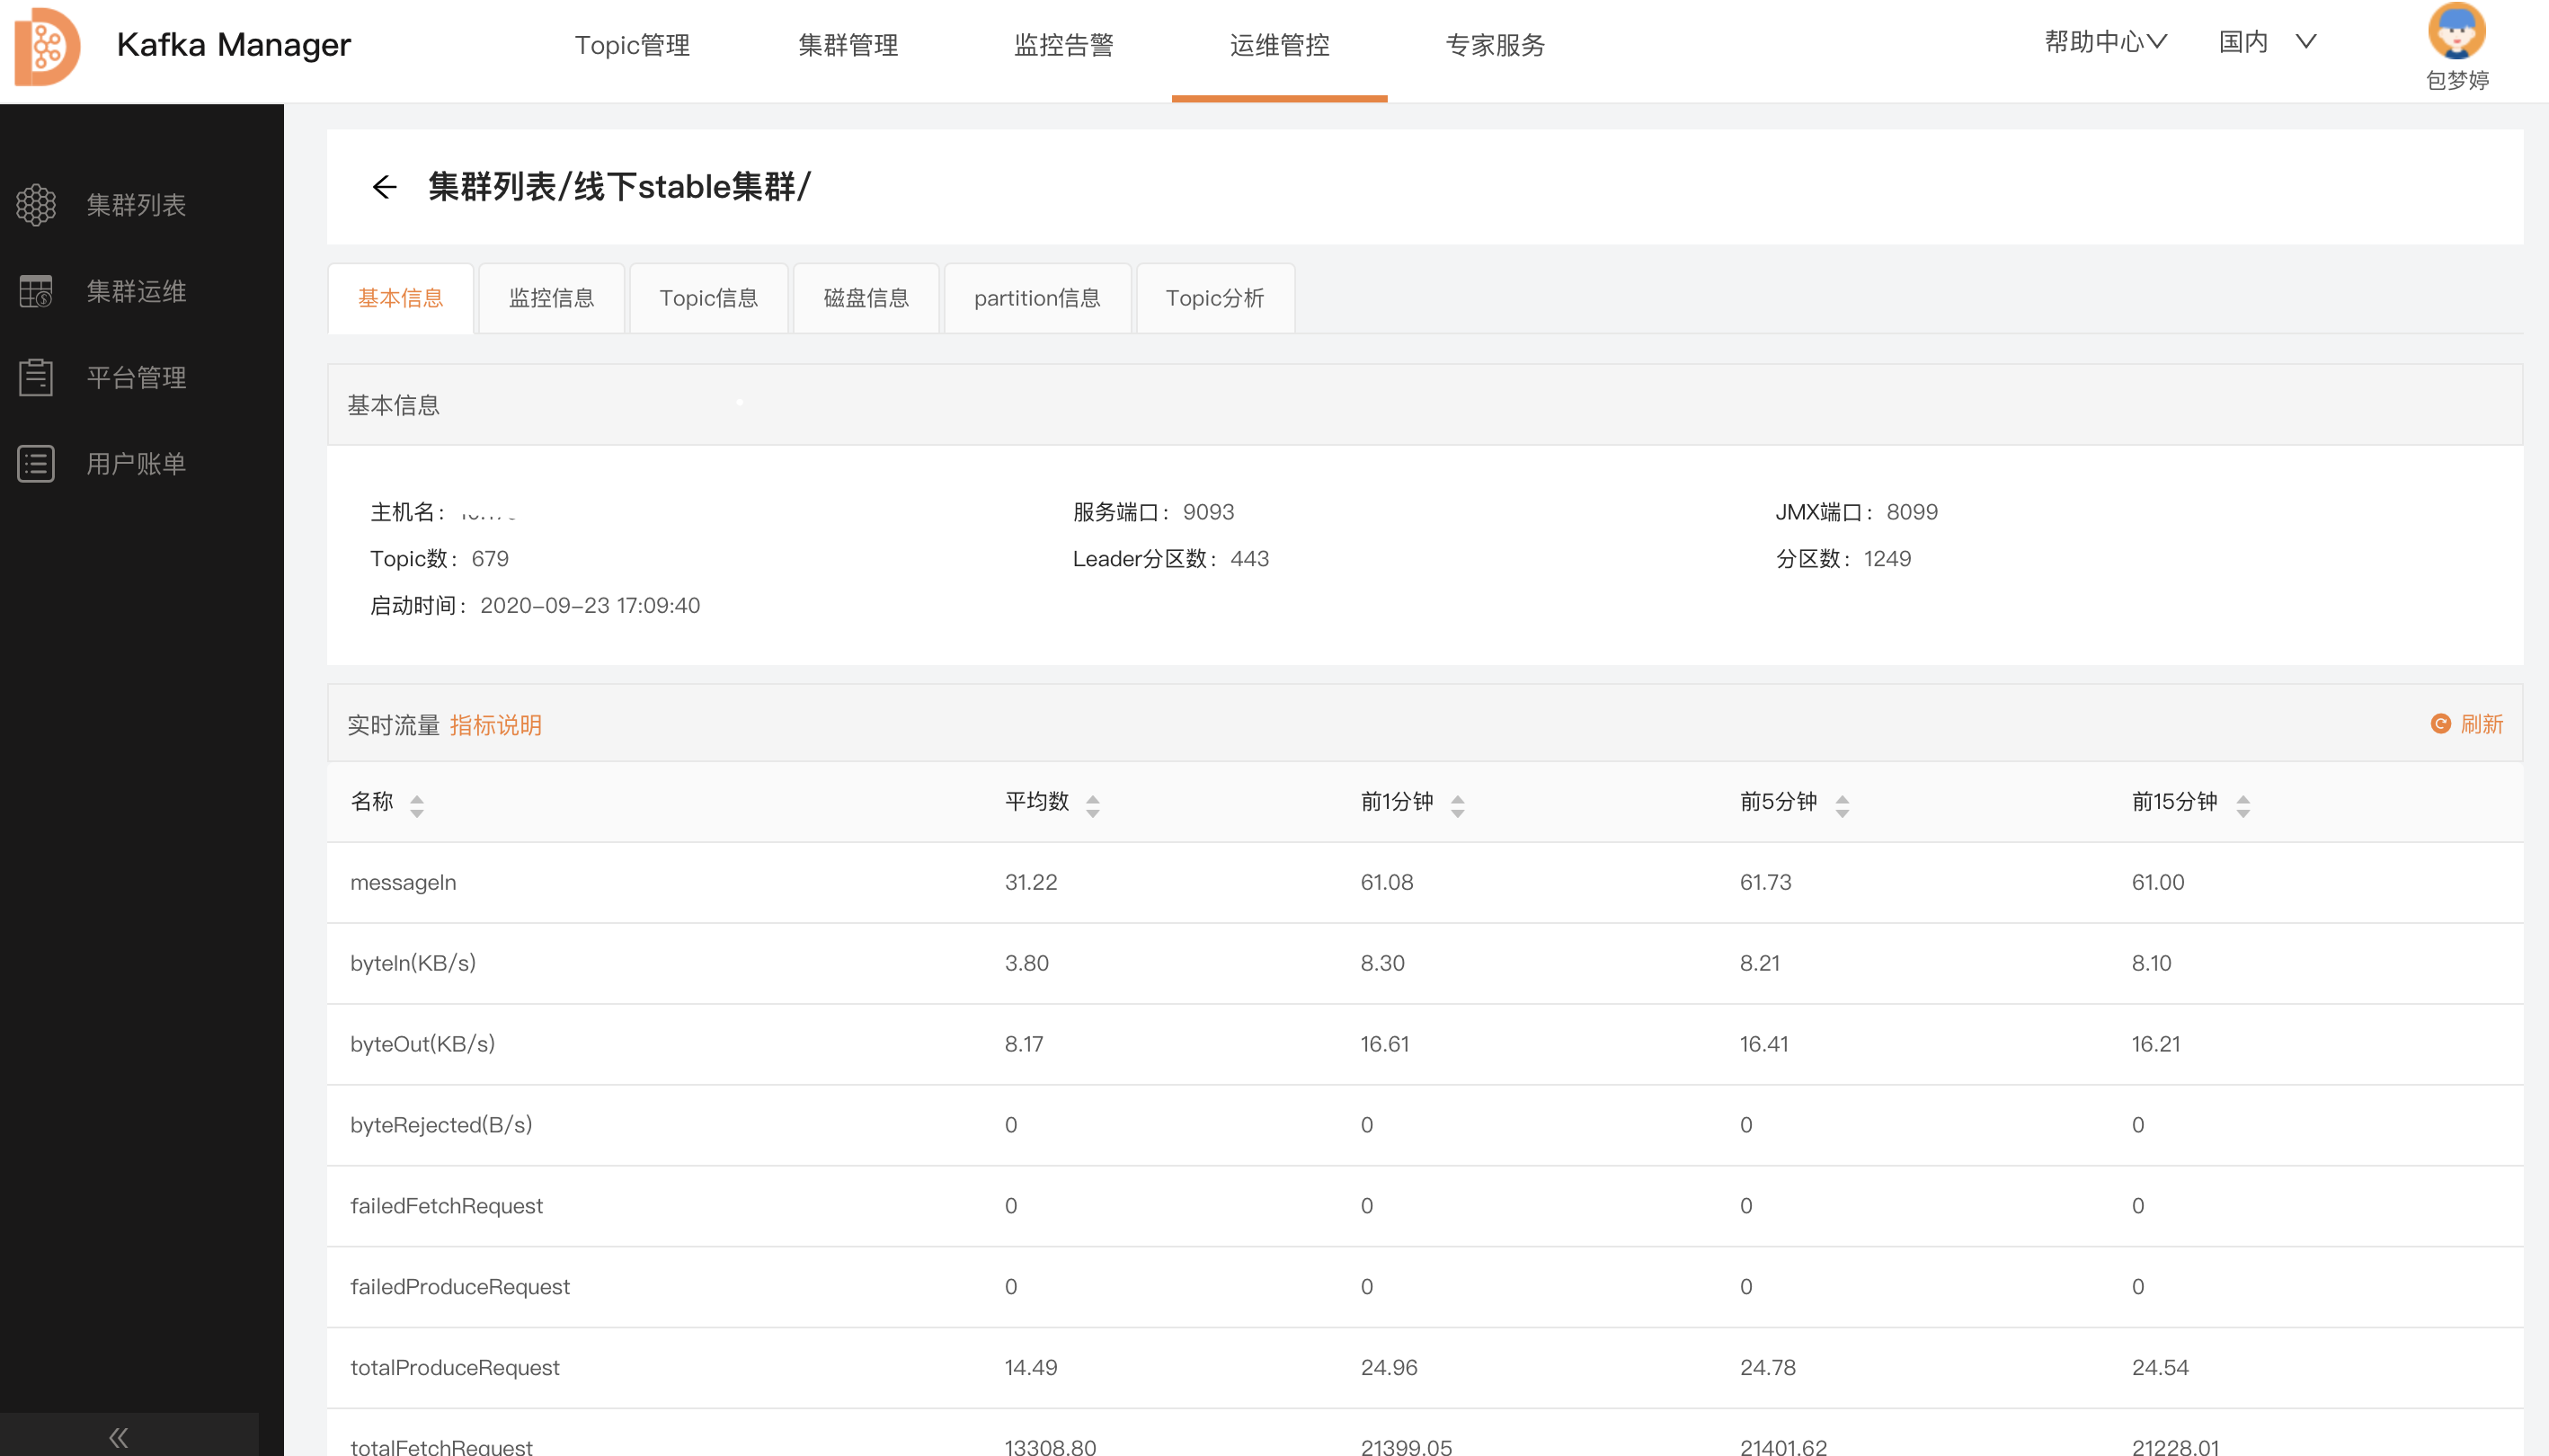 Kafka Manager
Topic管理 集群管理 监控告警 运维管控 专家服务
帮助中心 国内
包梦婷
集群列表
集群运维
平台管理
用户账单
集群列表/线下stable集群/
基本信息 监控信息 Topic信息 磁盘信息 partition信息 Topic分析
基本信息
主机名: 服务端口: 9093 JMX端口: 8099
Topic数: 679 Leader分区数: 443 分区数: 1249
启动时间: 2020-09-23 17:09:40
实时流量 指标说明 刷新
名称 平均数 前1分钟 前5分钟 前15分钟
messageIn 31.22 61.08 61.73 61.00
byteIn(KB/s) 3.80 8.30 8.21 8.10
byteOut(KB/s) 8.17 16.61 16.41 16.21
byteRejected(B/s) 0 0 0 0
failedFetchRequest 0 0 0 0
failedProduceRequest 0 0 0 0
totalProduceRequest 14.49 24.96 24.78 24.54
totalFetchRequest 13308.80 21399.05 21401.62 21228.01